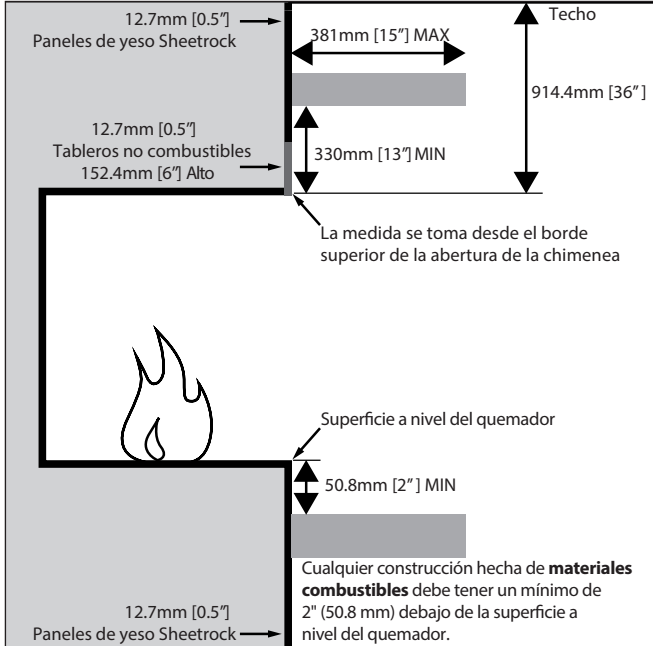 12.7mm [0.5”]
Paneles de yeso Sheetrock
381mm [15”] MAX
Techo
914.4mm [36”]
12.7mm [0.5”]
Tableros no combustibles
152.4mm [6”] Alto
330mm [13”] MIN
La medida se toma desde el borde
superior de la abertura de la chimenea
Superficie a nivel del quemador
50.8mm [2”] MIN
Cualquier construcción hecha de materiales
combustibles debe tener un mínimo de
2" (50.8 mm) debajo de la superficie a
nivel del quemador.
12.7mm [0.5”]
Paneles de yeso Sheetrock